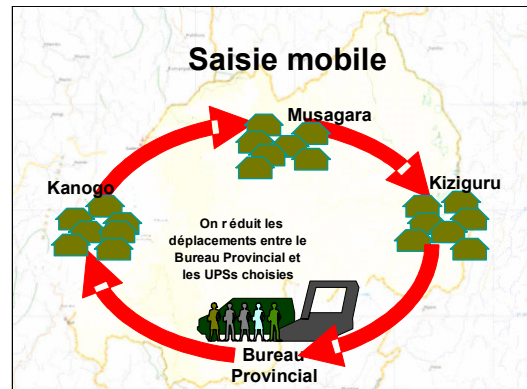 Saisie mobile
Musagara
Kanogo
Kiziguru
On réduit les
déplacements entre le
Bureau Provincial et
les UPSs choisies
Bureau
Provincial